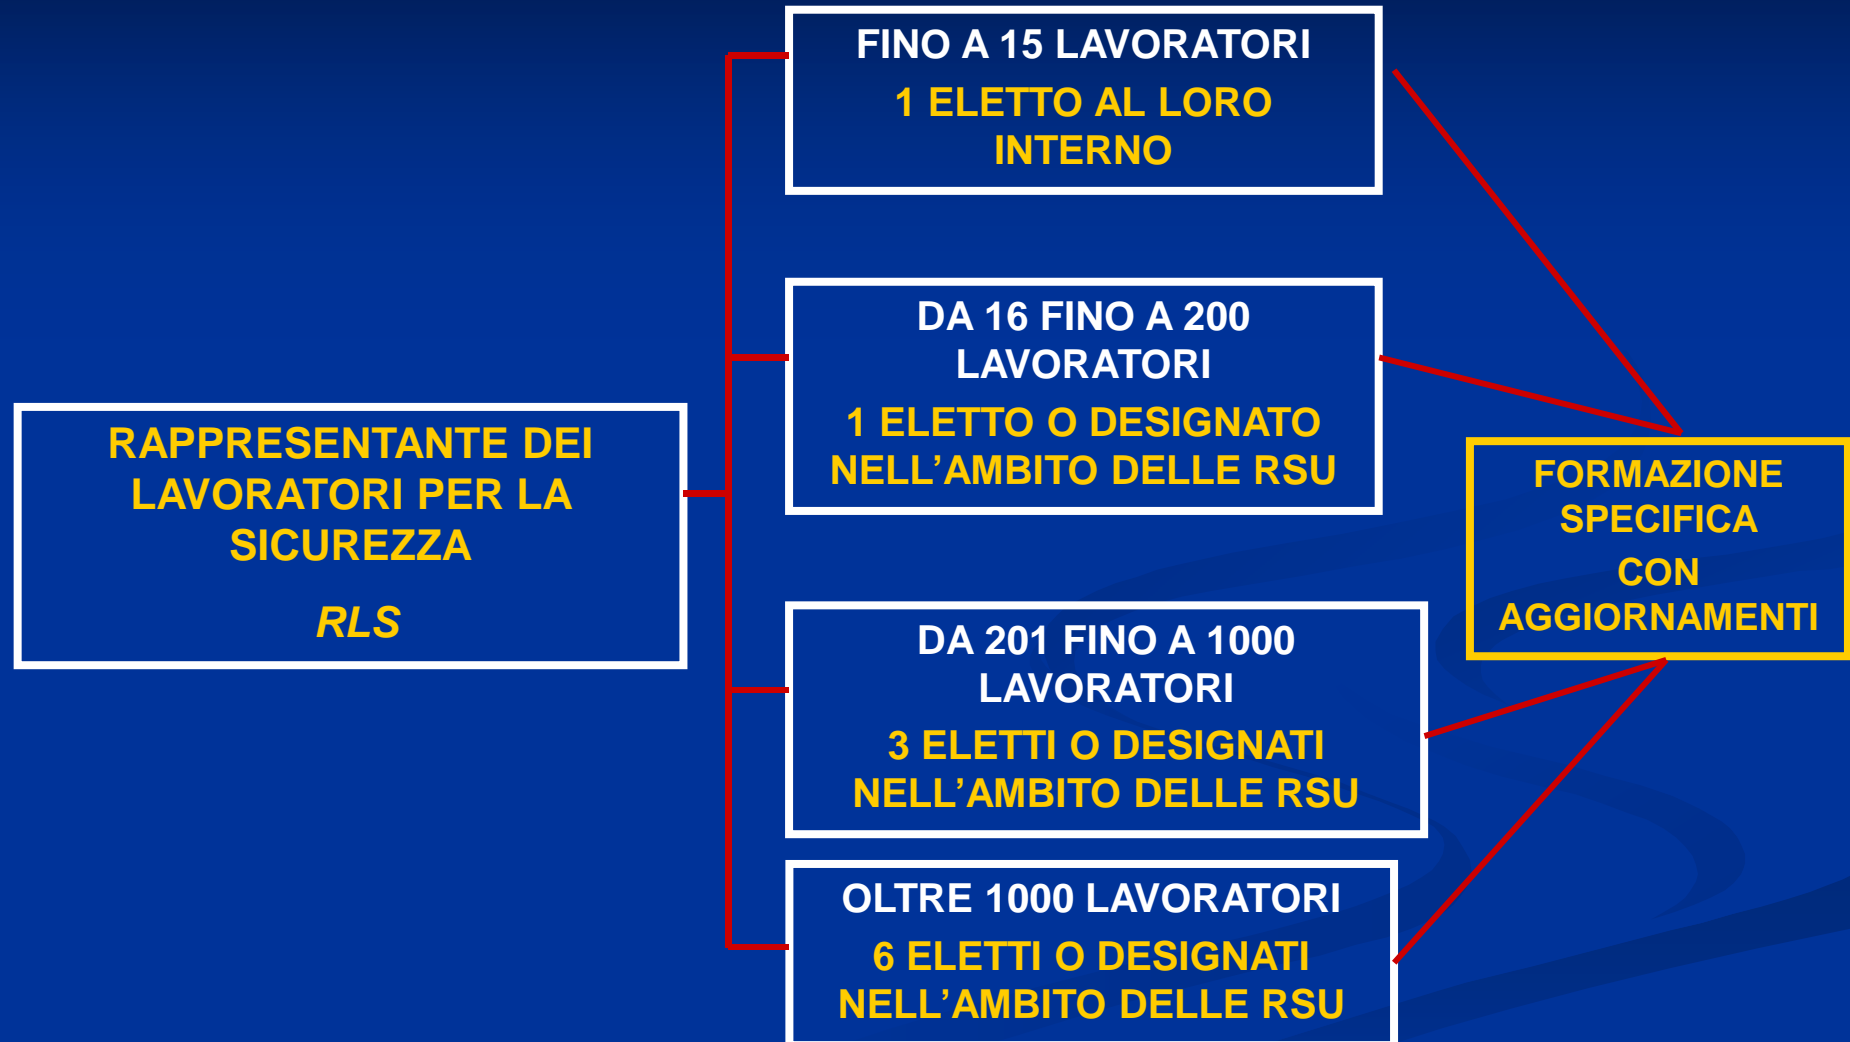 RAPPRESENTANTE DEI
LAVORATORI PER LA
SICUREZZA
RLS
FINO A 15 LAVORATORI
1 ELETTO AL LORO
INTERNO
DA 16 FINO A 200
LAVORATORI
1 ELETTO O DESIGNATO
NELL’AMBITO DELLE RSU
DA 201 FINO A 1000
LAVORATORI
3 ELETTI O DESIGNATI
NELL’AMBITO DELLE RSU
OLTRE 1000 LAVORATORI
6 ELETTI O DESIGNATI
NELL’AMBITO DELLE RSU
FORMAZIONE
SPECIFICA
CON
AGGIORNAMENTI